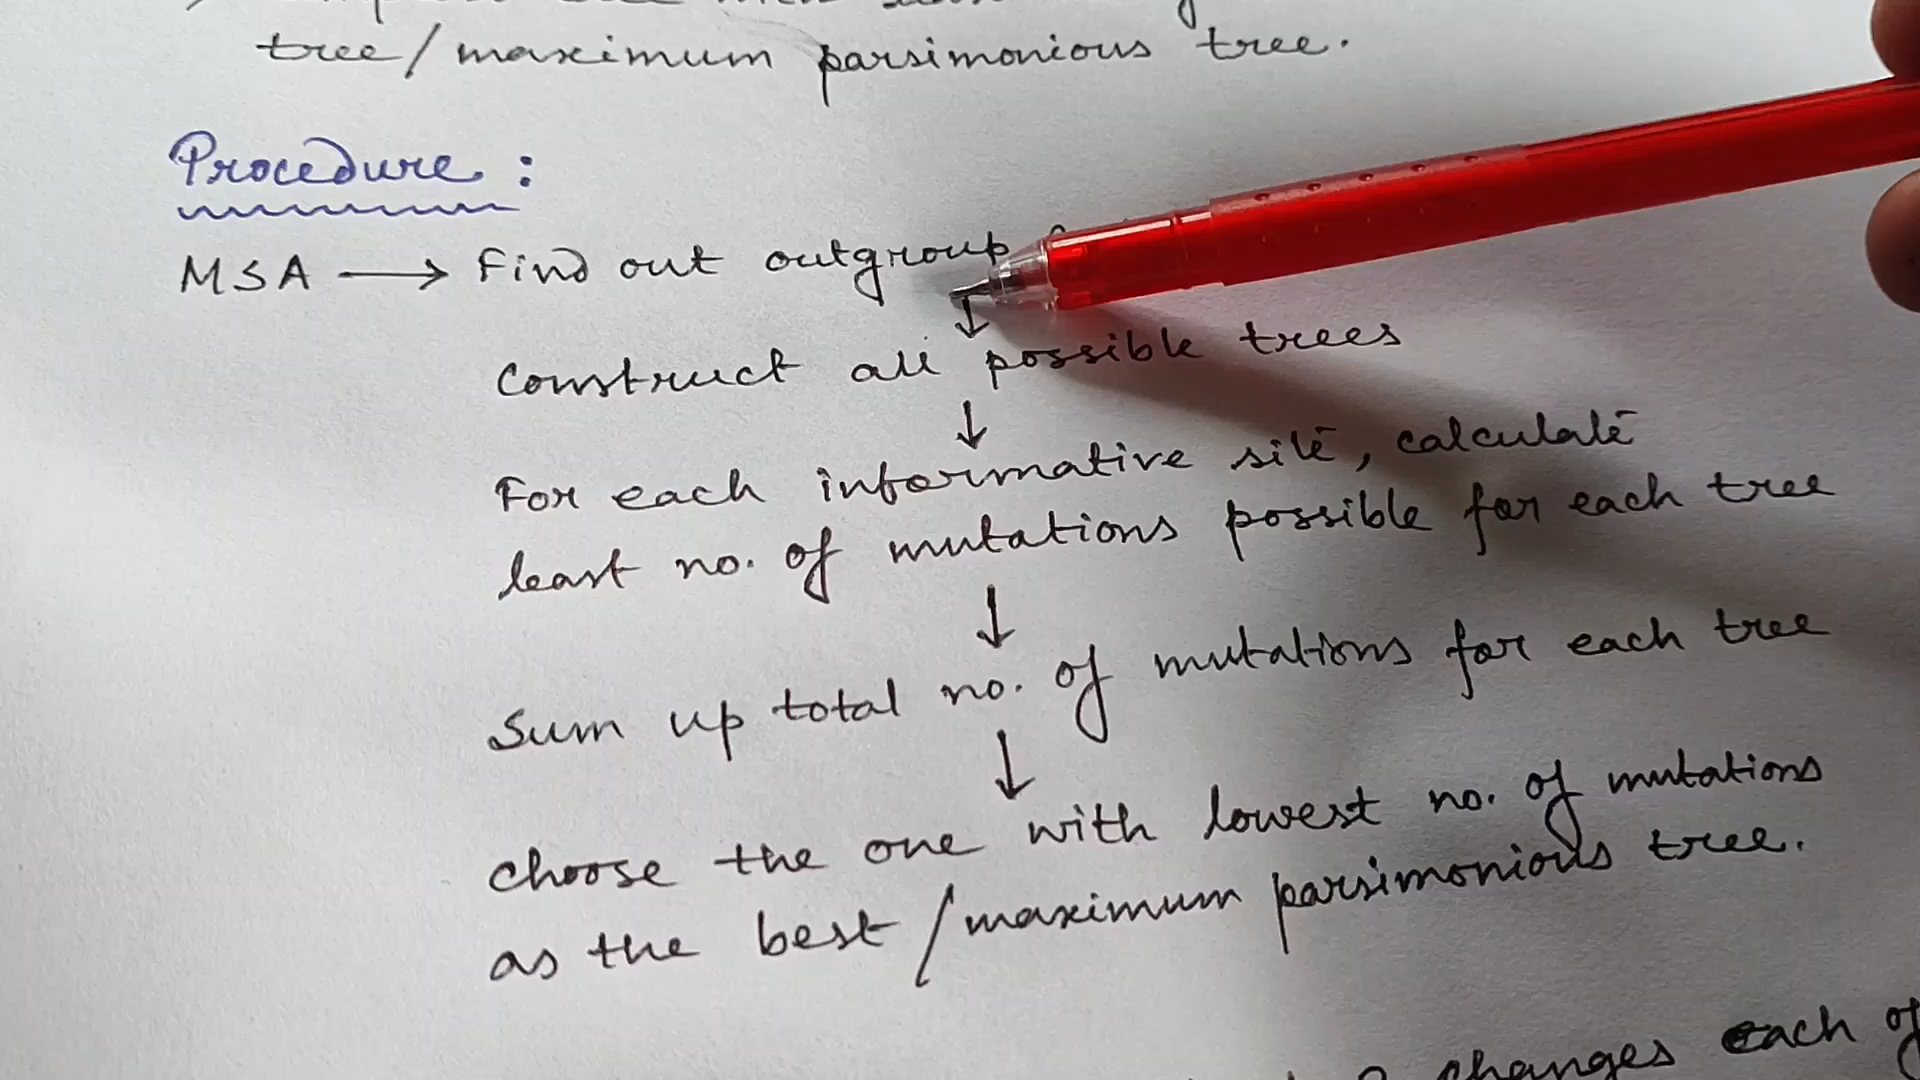 tree/maximum parsimonious tree.
Procedure :
MSA → Find out outgroup
↓
Construct all possible trees
↓
For each informative site, calculate
least no. of mutations possible for each tree
↓
Sum up total no. of mutations for each tree
↓
choose the one with lowest no. of mutations
as the best/maximum parsimonious tree.
changes each of